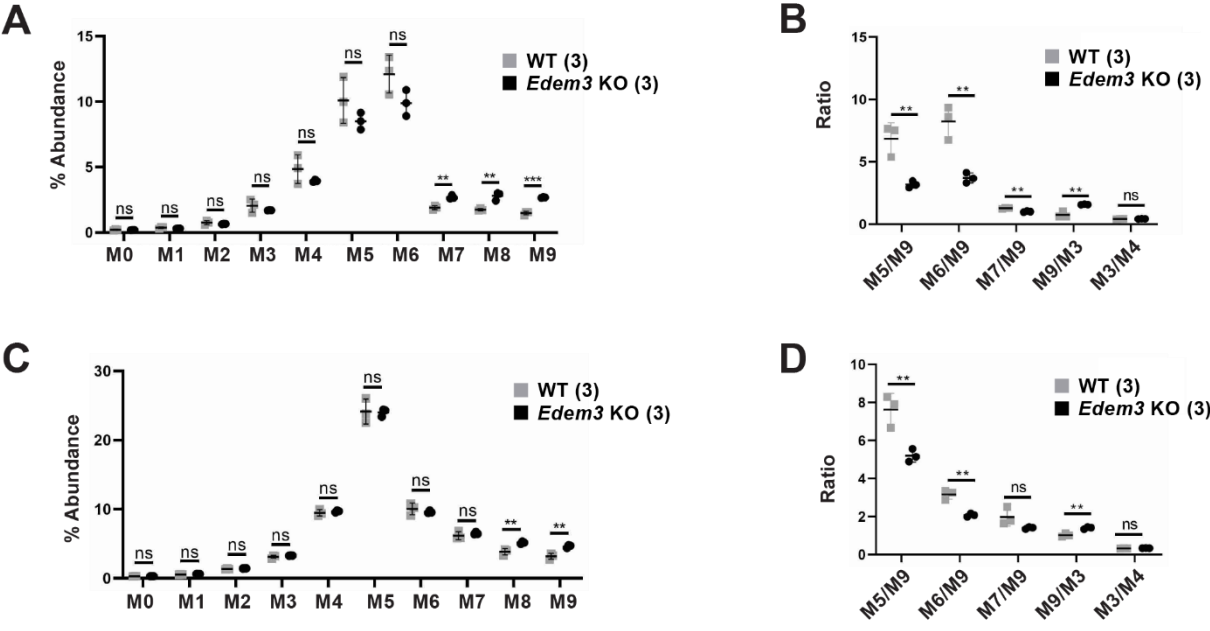 A
% Abundance
15
10
5
0
ns
ns
ns
ns
ns
ns
ns
**
**
***
WT (3)
Edem3 KO (3)
M0 M1 M2 M3 M4 M5 M6 M7 M8 M9
B
Ratio
15
10
5
0
**
**
**
**
ns
WT (3)
Edem3 KO (3)
M5/M9
M6/M9
M7/M9
M9/M3
M3/M4
C
% Abundance
30
20
10
0
ns
ns
ns
ns
ns
ns
ns
ns
**
**
WT (3)
Edem3 KO (3)
M0 M1 M2 M3 M4 M5 M6 M7 M8 M9
D
Ratio
10
8
6
4
2
0
**
**
ns
**
ns
WT (3)
Edem3 KO (3)
M5/M9
M6/M9
M7/M9
M9/M3
M3/M4